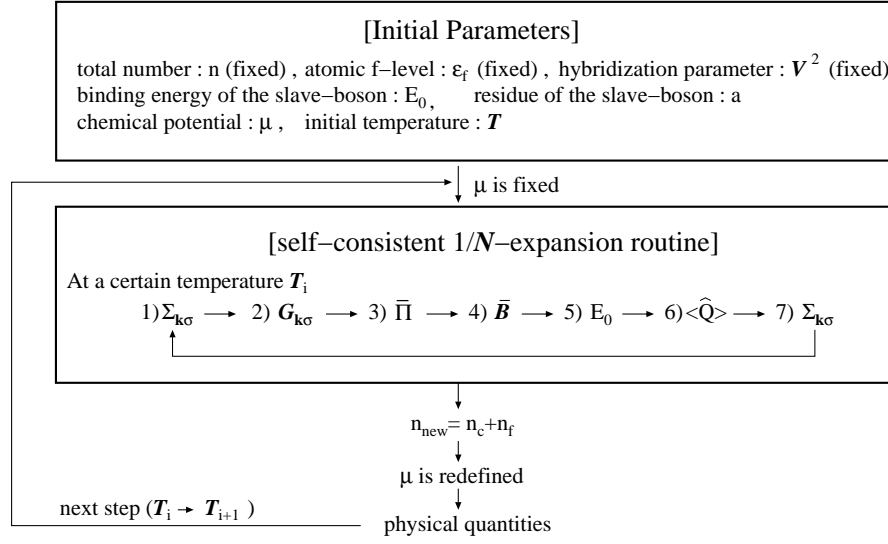 [Initial Parameters]
total number : n (fixed) , atomic f−level : ε_f (fixed) , hybridization parameter : V² (fixed)
binding energy of the slave−boson : E₀ , residue of the slave−boson : a
chemical potential : μ , initial temperature : T
μ is fixed
[self−consistent 1/N−expansion routine]
At a certain temperature T_i
1) Σ_kσ → 2) G_kσ → 3) Π̄ → 4) B̄ → 5) E₀ → 6) <Q̂> → 7) Σ_kσ
n_new = n_c+n_f
μ is redefined
next step (T_i → T_i+1 )
physical quantities